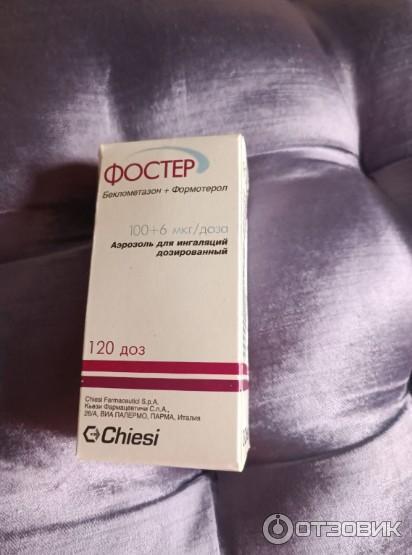 ФОСТЕР
Беклометазон + Формотерол
100+6 мкг/доза
Аэрозоль для ингаляций
дозированный
120 доз
Chiesi Farmaceutici S.p.A.
Кьези Фармацевтичи С.п.А.,
26/А, ВИА ПАЛЕРМО, ПАРМА, Италия
Chiesi
ОТЗОВИК